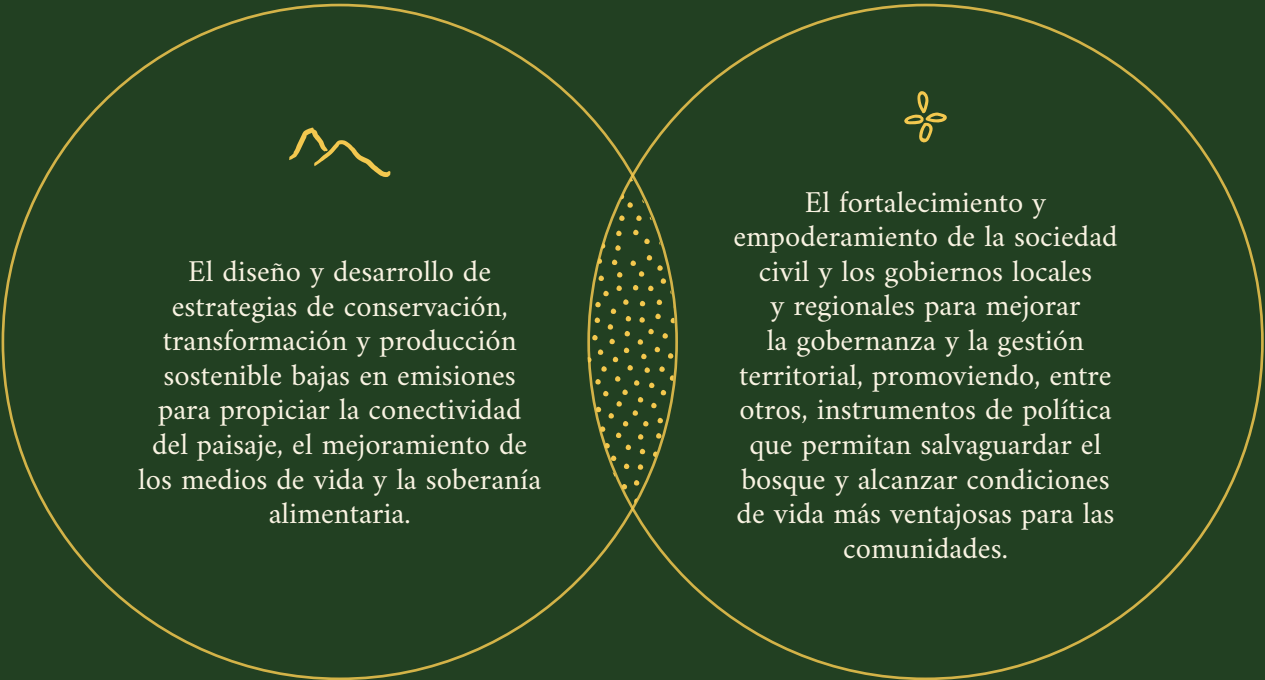 El diseño y desarrollo de
estrategias de conservación,
transformación y producción
sostenible bajas en emisiones
para propiciar la conectividad
del paisaje, el mejoramiento de
los medios de vida y la soberanía
alimentaria.
El fortalecimiento y
empoderamiento de la sociedad
civil y los gobiernos locales
y regionales para mejorar
la gobernanza y la gestión
territorial, promoviendo, entre
otros, instrumentos de política
que permitan salvaguardar el
bosque y alcanzar condiciones
de vida más ventajosas para las
comunidades.